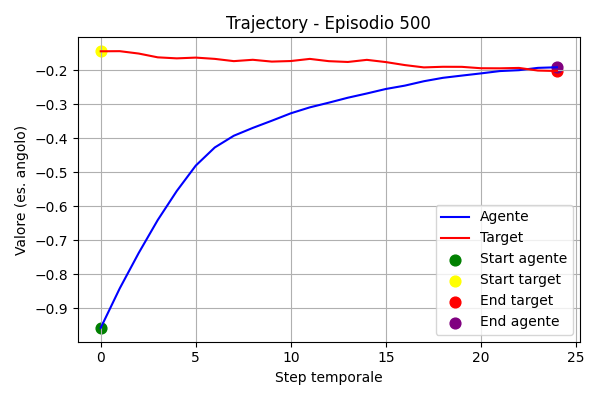 Trajectory - Episodio 500
Valore (es. angolo)
−0.2
−0.3
−0.4
−0.5
−0.6
−0.7
−0.8
−0.9
Agente
Target
Start agente
Start target
End target
End agente
0 5 10 15 20 25
Step temporale